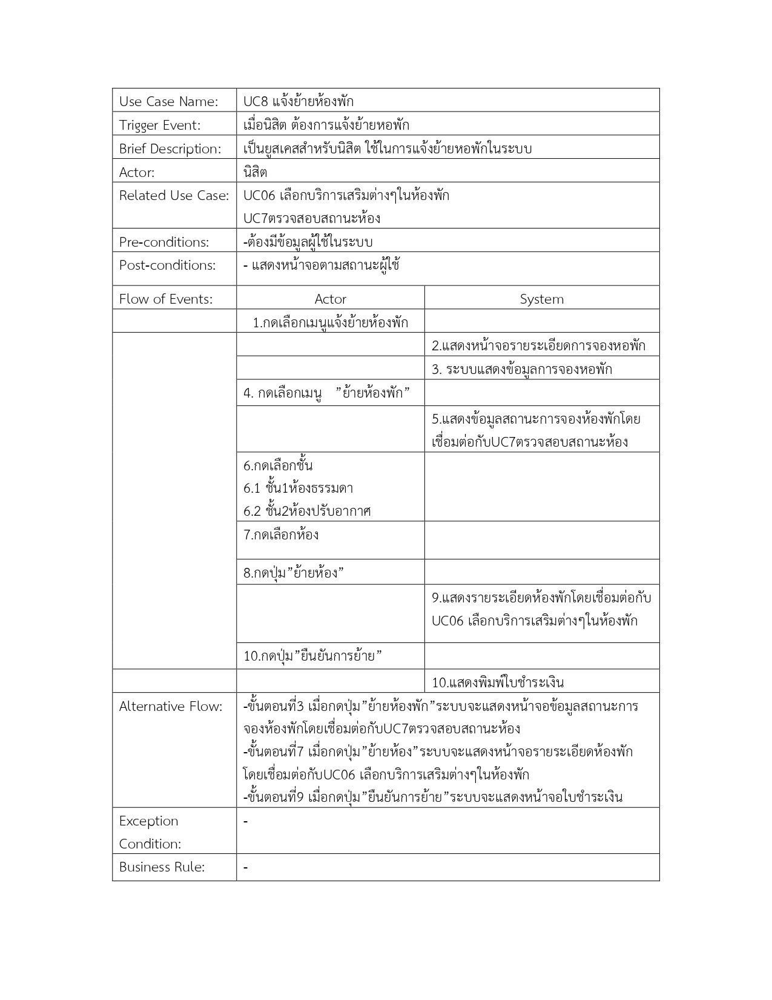 Use Case Name: UC8 แจ้งย้ายห้องพัก
Trigger Event: เมื่อนิสิต ต้องการแจ้งย้ายหอพัก
Brief Description: เป็นยูสเคสสำหรับนิสิต ใช้ในการแจ้งย้ายหอพักในระบบ
Actor: นิสิต
Related Use Case: UC06 เลือกบริการเสริมต่างๆในห้องพัก
UC7ตรวจสอบสถานะห้อง
Pre-conditions: -ต้องมีข้อมูลผู้ใช้ในระบบ
Post-conditions: - แสดงหน้าจอตามสถานะผู้ใช้
Flow of Events: Actor System
1.กดเลือกเมนูแจ้งย้ายห้องพัก
2.แสดงหน้าจอรายระเอียดการจองหอพัก
3. ระบบแสดงข้อมูลการจองหอพัก
4. กดเลือกเมนู ”ย้ายห้องพัก”
5.แสดงข้อมูลสถานะการจองห้องพักโดย
เชื่อมต่อกับUC7ตรวจสอบสถานะห้อง
6.กดเลือกชั้น
6.1 ชั้น1ห้องธรรมดา
6.2 ชั้น2ห้องปรับอากาศ
7.กดเลือกห้อง
8.กดปุ่ม”ย้ายห้อง”
9.แสดงรายระเอียดห้องพักโดยเชื่อมต่อกับ
UC06 เลือกบริการเสริมต่างๆในห้องพัก
10.กดปุ่ม”ยืนยันการย้าย”
10.แสดงพิมพ์ใบชำระเงิน
Alternative Flow: -ขั้นตอนที่3 เมื่อกดปุ่ม”ย้ายห้องพัก”ระบบจะแสดงหน้าจอข้อมูลสถานะการ
จองห้องพักโดยเชื่อมต่อกับUC7ตรวจสอบสถานะห้อง
-ขั้นตอนที่7 เมื่อกดปุ่ม”ย้ายห้อง”ระบบจะแสดงหน้าจอรายระเอียดห้องพัก
โดยเชื่อมต่อกับUC06 เลือกบริการเสริมต่างๆในห้องพัก
-ขั้นตอนที่9 เมื่อกดปุ่ม”ยืนยันการย้าย”ระบบจะแสดงหน้าจอใบชำระเงิน
Exception -
Condition:
Business Rule: -